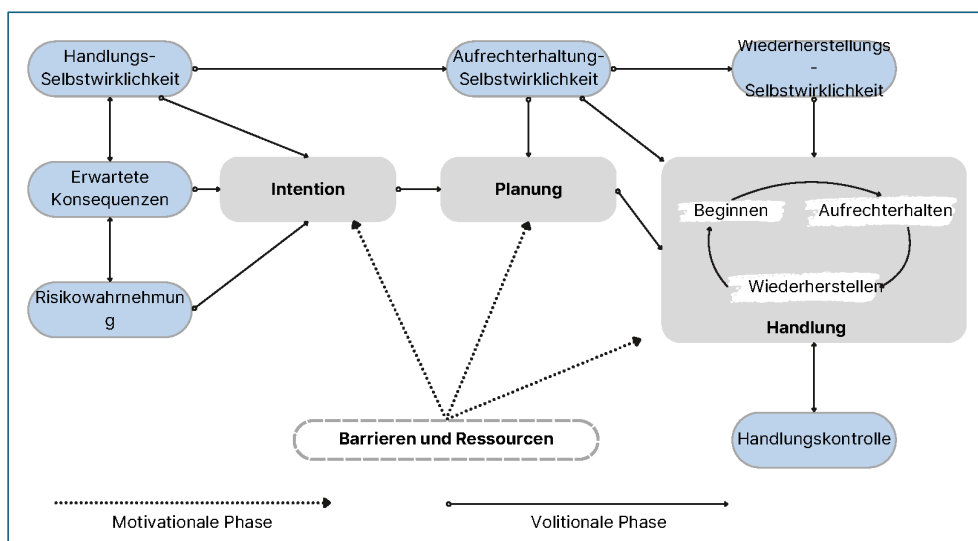 Handlungs-
Selbstwirklichkeit
Aufrechterhaltung-
Selbstwirklichkeit
Wiederherstellungs
-
Selbstwirklichkeit
Erwartete
Konsequenzen
Intention
Planung
Beginnen
Aufrechterhalten
Wiederherstellen
Handlung
Risikowahrnehmun
g
Barrieren und Ressourcen
Handlungskontrolle
Motivationale Phase
Volitionale Phase